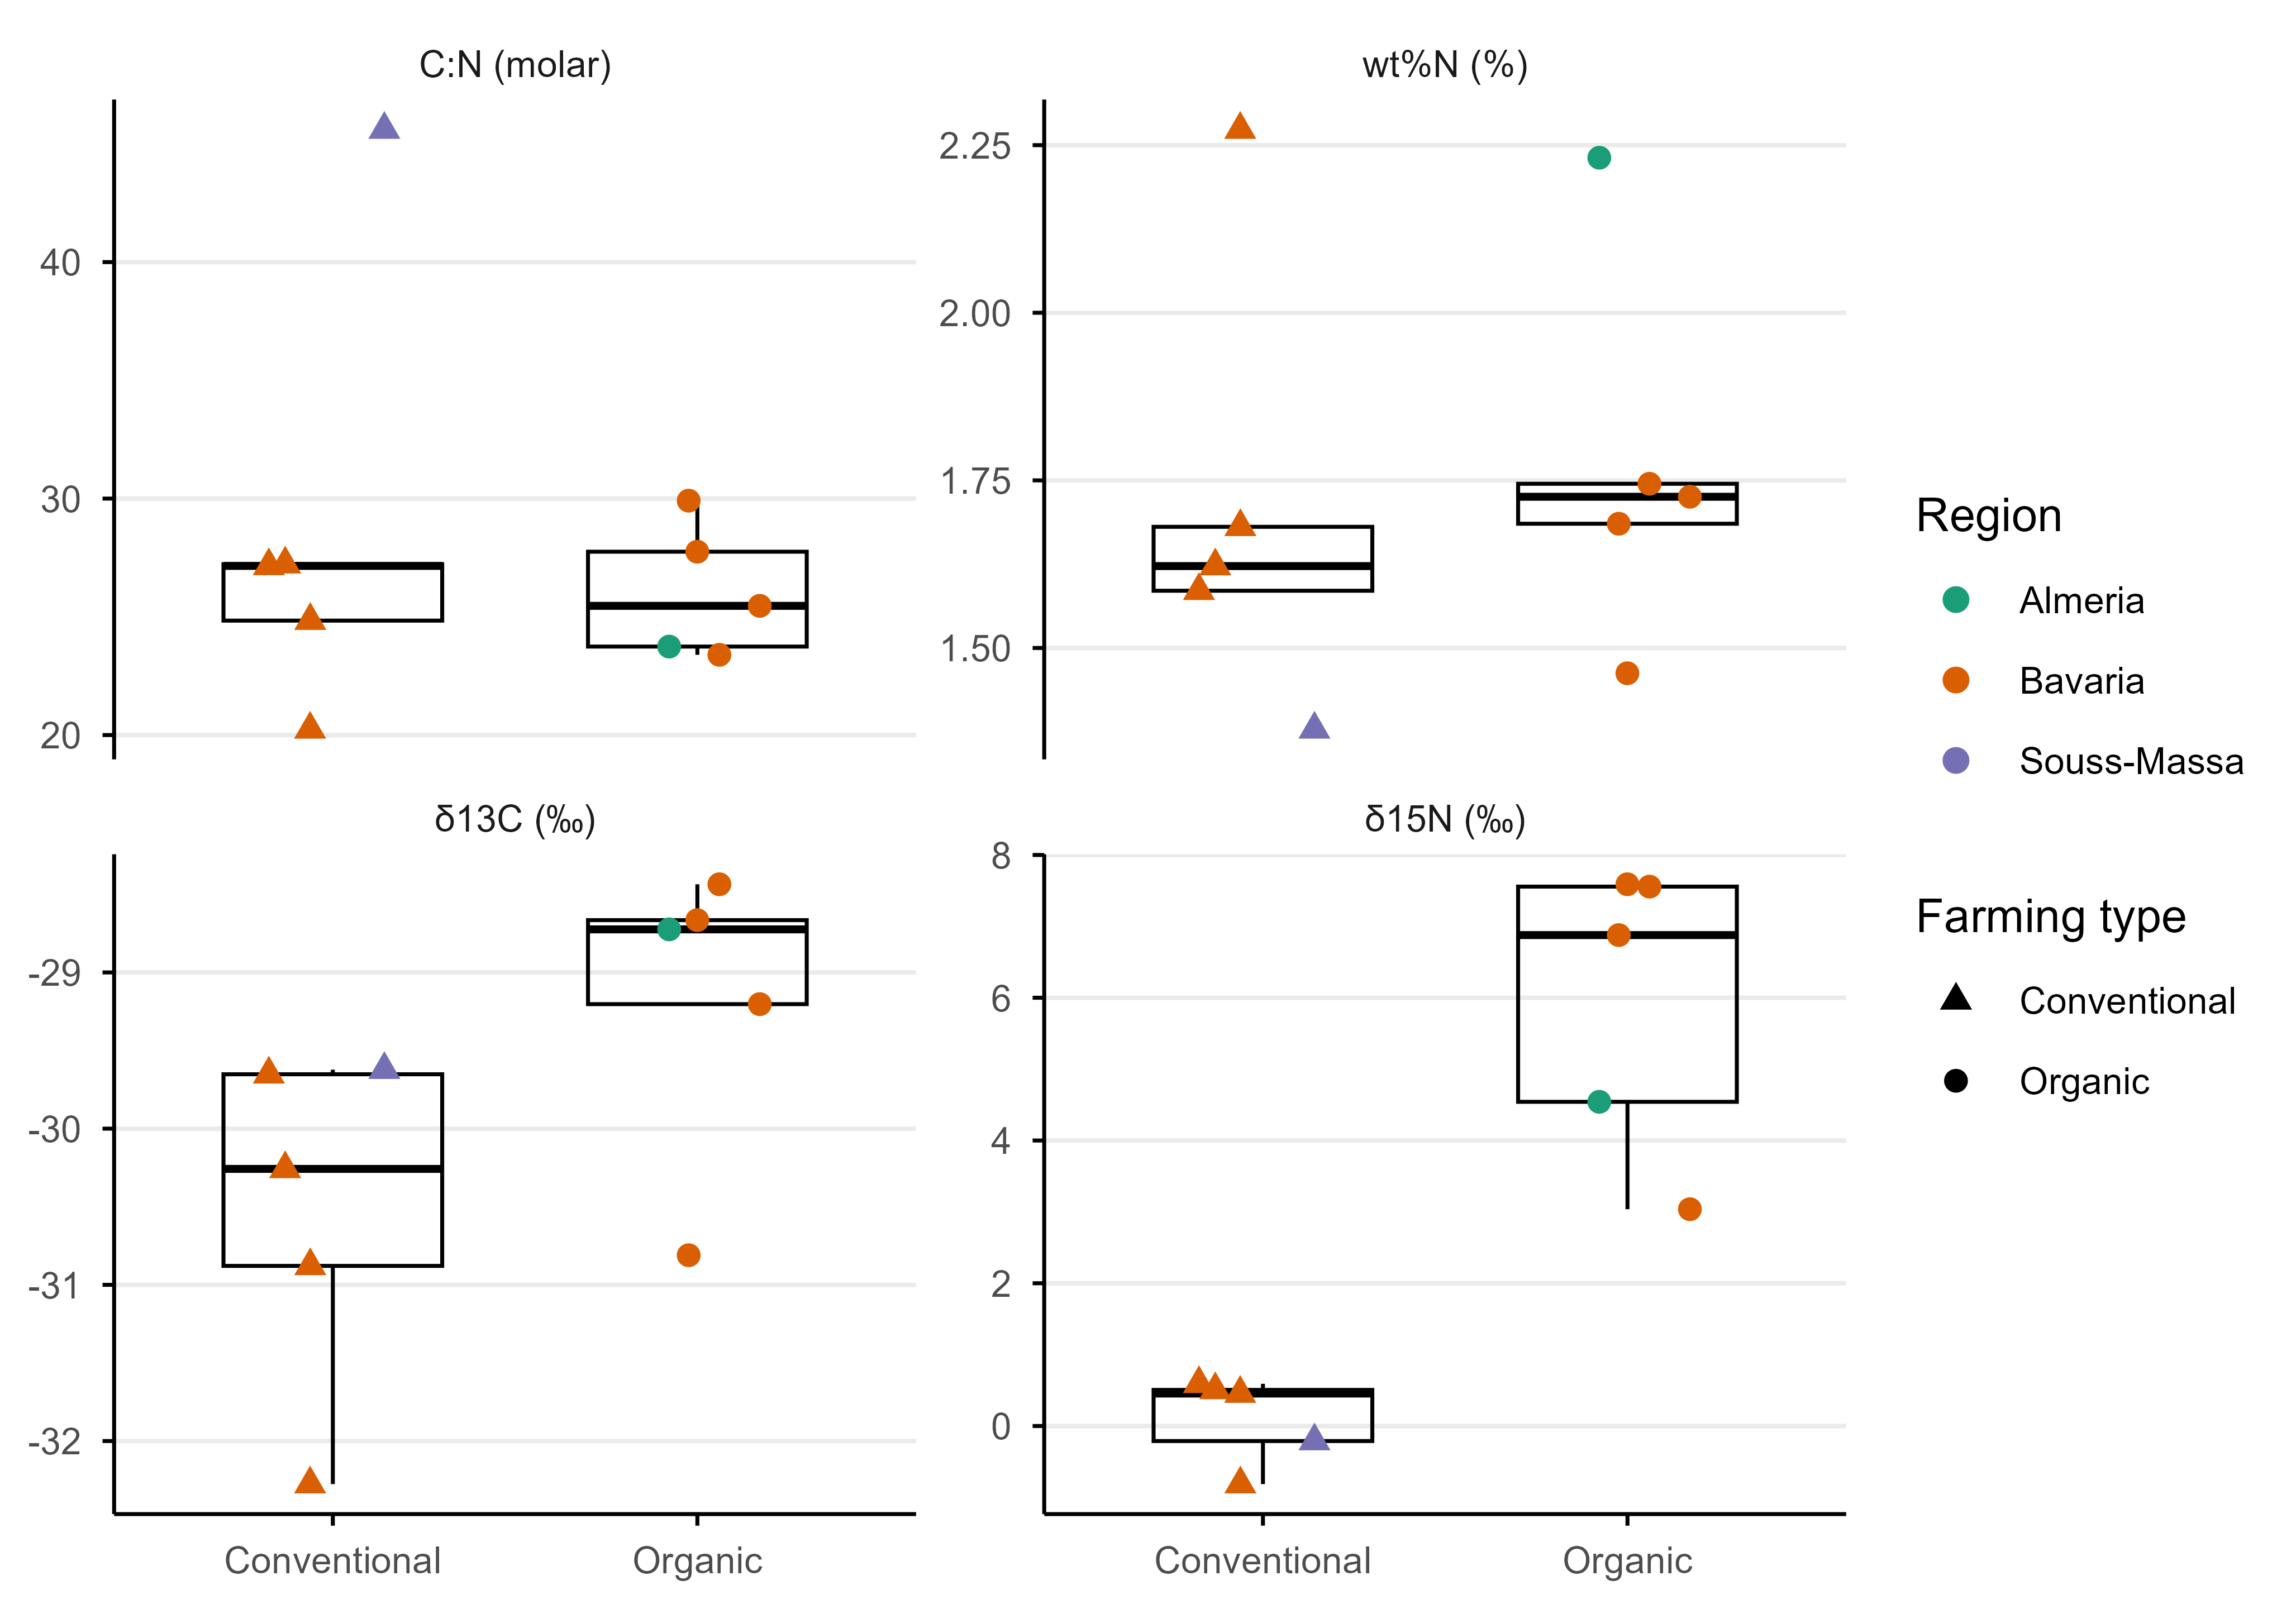 C:N (molar)
40
30
20
wt%N (%)
2.25
2.00
1.75
1.50
δ13C (‰)
-29
-30
-31
-32
Conventional
Organic
δ15N (‰)
8
6
4
2
0
Conventional
Organic
Region
Almeria
Bavaria
Souss-Massa
Farming type
Conventional
Organic